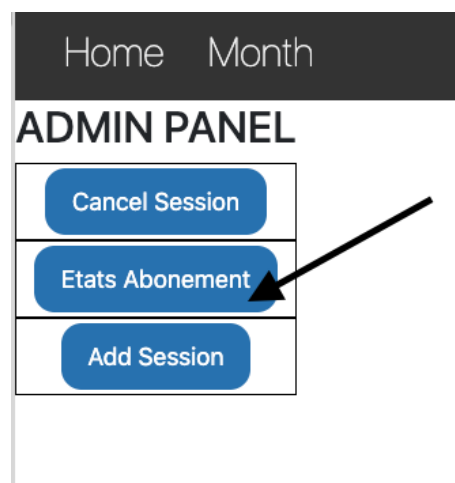 Home Month
ADMIN PANEL
Cancel Session
Etats Abonement
Add Session